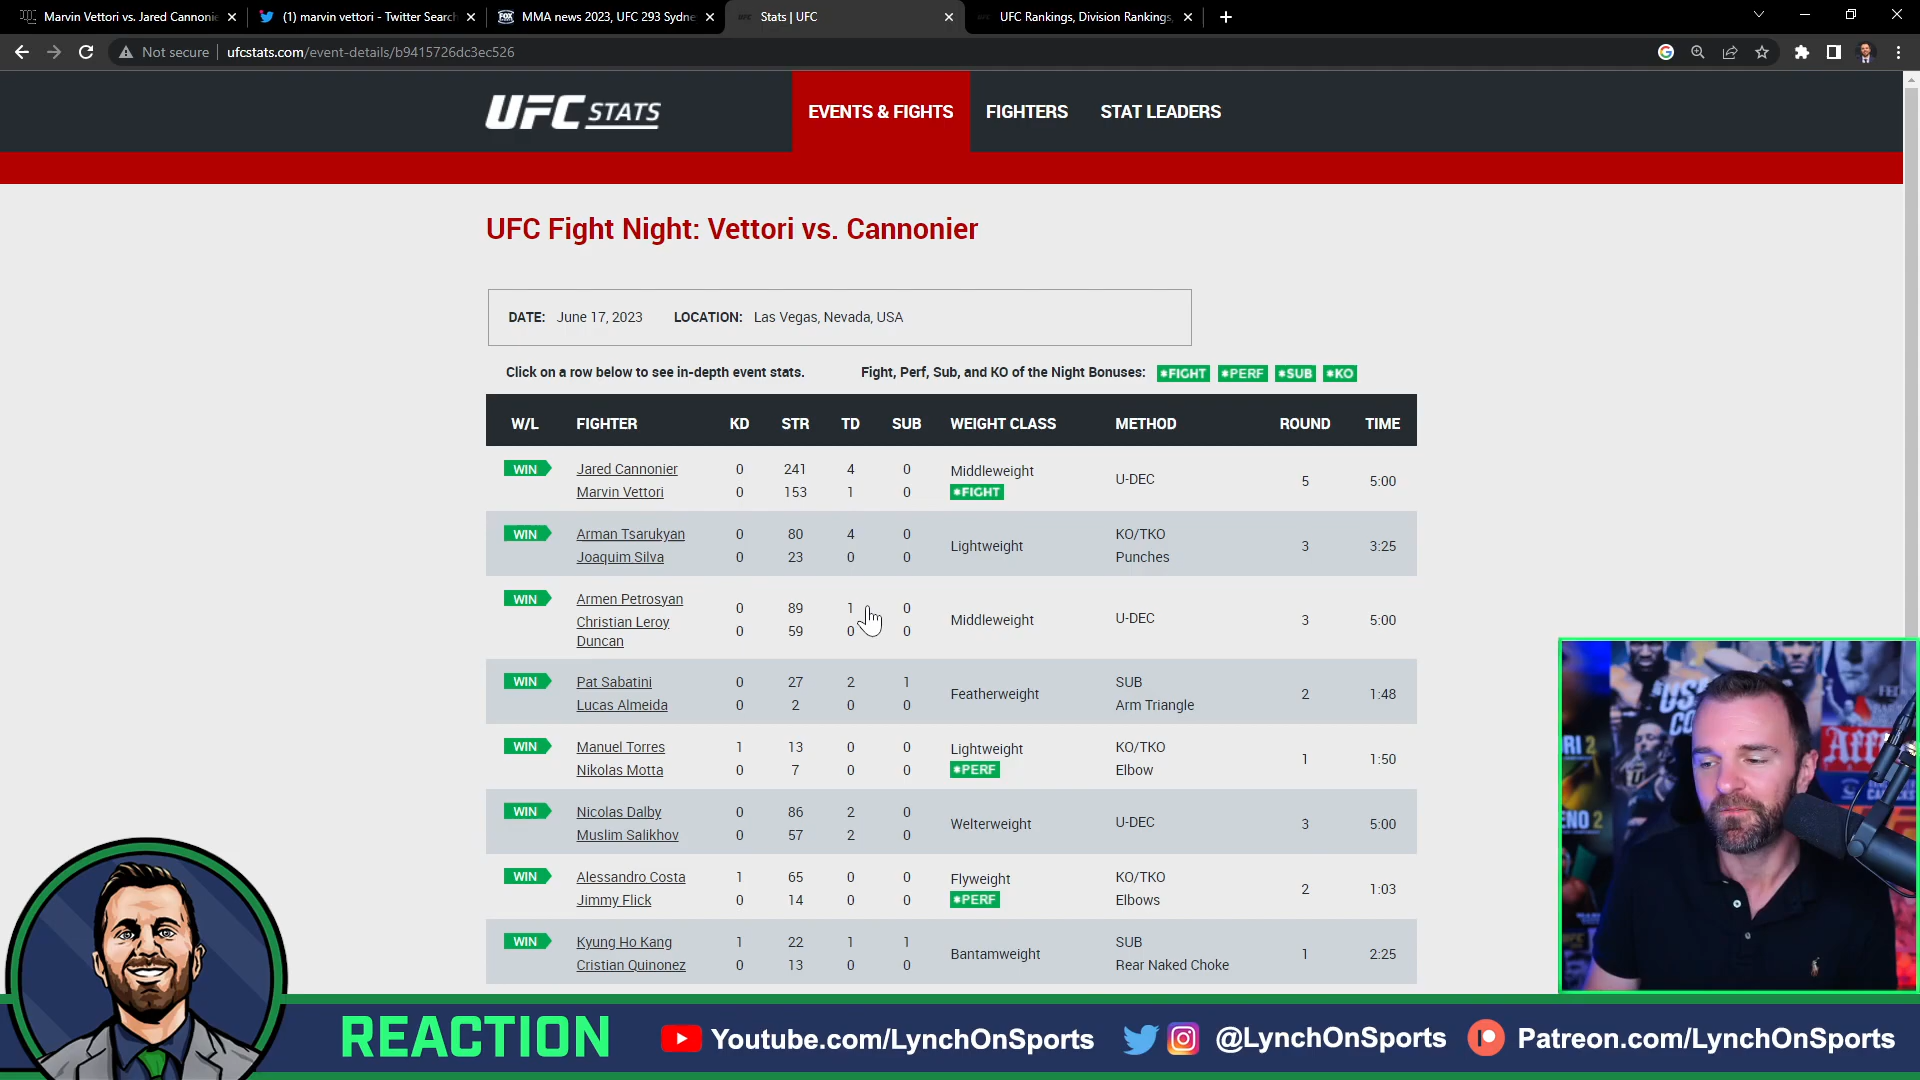 Marvin Vettori vs. Jared Cannonie
(1) marvin vettori - Twitter Search
MMA news 2023, UFC 293 Sydne
Stats | UFC
UFC Rankings, Division Rankings,
Not secure
ufcstats.com/event-details/b9415726dc3ec526
UFC STATS
EVENTS & FIGHTS
FIGHTERS
STAT LEADERS
UFC Fight Night: Vettori vs. Cannonier
DATE: June 17, 2023 LOCATION: Las Vegas, Nevada, USA
Click on a row below to see in-depth event stats. Fight, Perf, Sub, and KO of the Night Bonuses: *FIGHT *PERF *SUB *KO
W/L FIGHTER KD STR TD SUB WEIGHT CLASS METHOD ROUND TIME
WIN Jared Cannonier 0 241 4 0 Middleweight U-DEC 5 5:00
Marvin Vettori 0 153 1 0 *FIGHT
WIN Arman Tsarukyan 0 80 4 0 Lightweight KO/TKO 3 3:25
Joaquim Silva 0 23 0 0 Punches
WIN Armen Petrosyan 0 89 1 0 Middleweight U-DEC 3 5:00
Christian Leroy 0 59 0 0
Duncan
WIN Pat Sabatini 0 27 2 1 Featherweight SUB 2 1:48
Lucas Almeida 0 2 0 0 Arm Triangle
WIN Manuel Torres 1 13 0 0 Lightweight KO/TKO 1 1:50
Nikolas Motta 0 7 0 0 *PERF Elbow
WIN Nicolas Dalby 0 86 2 0 Welterweight U-DEC 3 5:00
Muslim Salikhov 0 57 2 0
WIN Alessandro Costa 1 65 0 0 Flyweight KO/TKO 2 1:03
Jimmy Flick 0 14 0 0 *PERF Elbows
WIN Kyung Ho Kang 1 22 1 1 Bantamweight SUB 1 2:25
Cristian Quinonez 0 13 0 0 Rear Naked Choke
REACTION
Youtube.com/LynchOnSports
@LynchOnSports
Patreon.com/LynchOnSports